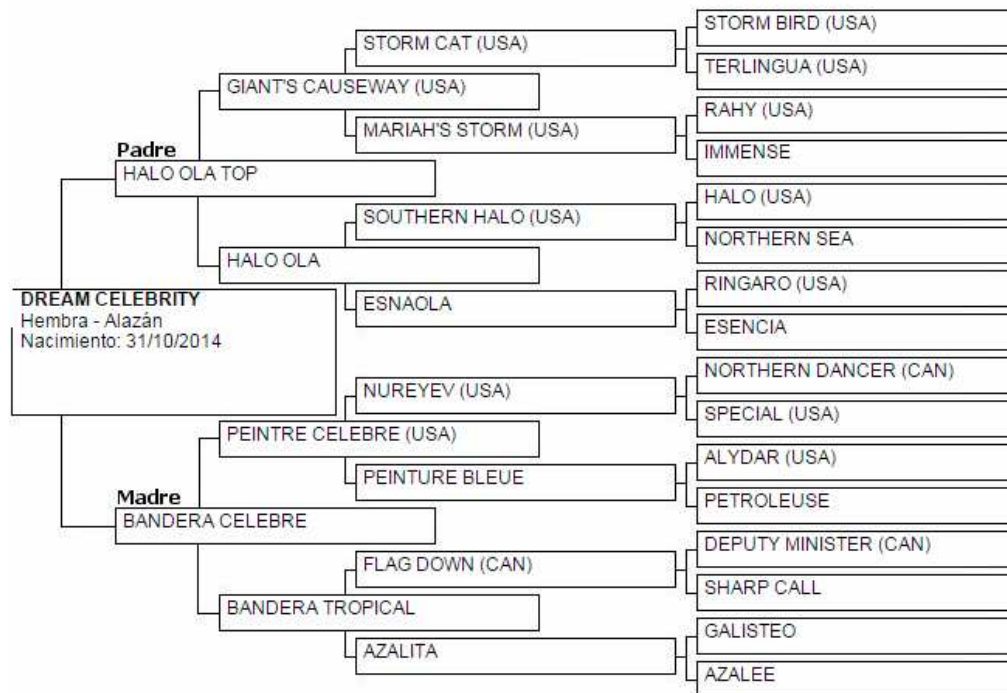 STORM BIRD (USA)
STORM CAT (USA)
TERLINGUA (USA)
GIANT'S CAUSEWAY (USA)
RAHY (USA)
MARIAH'S STORM (USA)
IMMENSE
Padre
HALO OLA TOP
HALO (USA)
SOUTHERN HALO (USA)
NORTHERN SEA
HALO OLA
RINGARO (USA)
ESNAOLA
ESENCIA
DREAM CELEBRITY
Hembra - Alazán
Nacimiento: 31/10/2014
NORTHERN DANCER (CAN)
NUREYEV (USA)
SPECIAL (USA)
PEINTRE CELEBRE (USA)
ALYDAR (USA)
PEINTURE BLEUE
PETROLEUSE
Madre
BANDERA CELEBRE
DEPUTY MINISTER (CAN)
FLAG DOWN (CAN)
SHARP CALL
BANDERA TROPICAL
GALISTEO
AZALITA
AZALEE